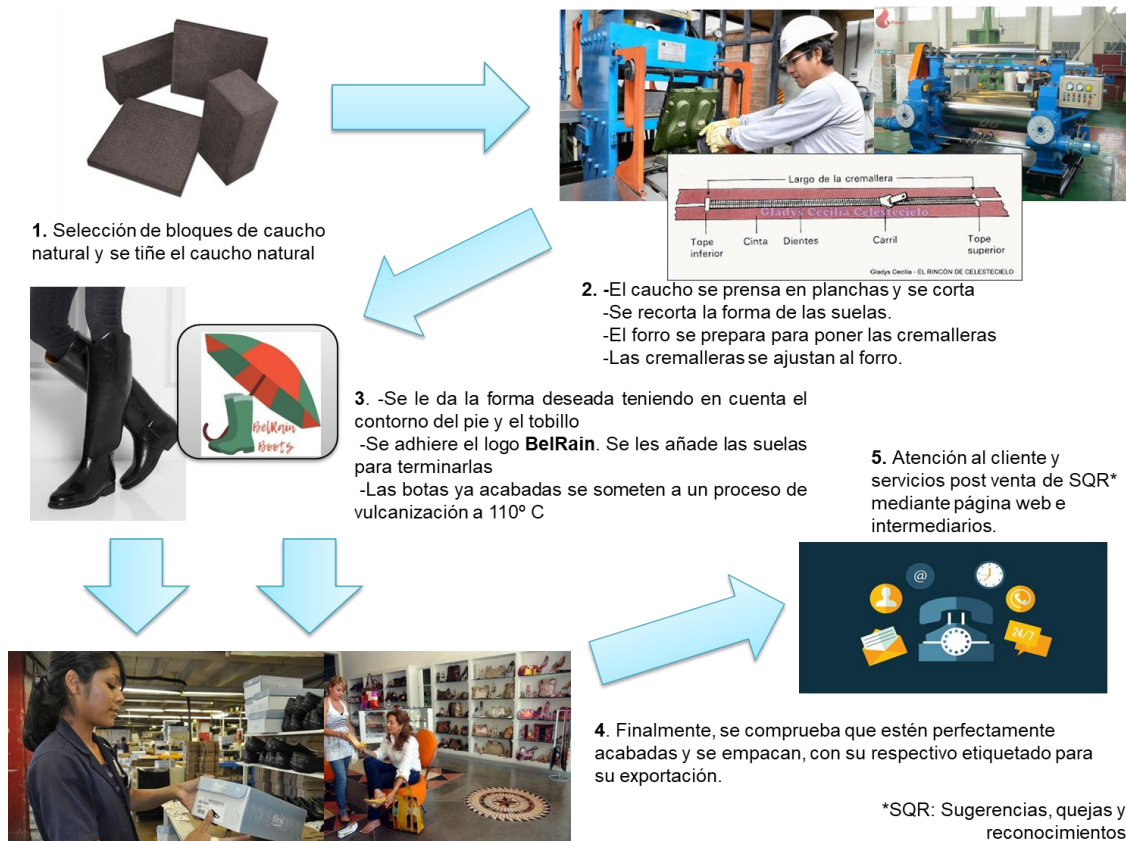 1. Selección de bloques de caucho
natural y se tiñe el caucho natural
Largo de la cremallera
Gladys Cecilia Celestecielo
Tope
inferior
Cinta
Dientes
Carril
Tope
superior
Gladys Cecilia - EL RINCÓN DE CELESTECIELO
2. -El caucho se prensa en planchas y se corta
-Se recorta la forma de las suelas.
-El forro se prepara para poner las cremalleras
-Las cremalleras se ajustan al forro.
BelRain
Boots
3. -Se le da la forma deseada teniendo en cuenta el
contorno del pie y el tobillo
-Se adhiere el logo BelRain. Se les añade las suelas
para terminarlas
-Las botas ya acabadas se someten a un proceso de
vulcanización a 110º C
5. Atención al cliente y
servicios post venta de SQR*
mediante página web e
intermediarios.
@
24/7
4. Finalmente, se comprueba que estén perfectamente
acabadas y se empacan, con su respectivo etiquetado para
su exportación.
*SQR: Sugerencias, quejas y
reconocimientos